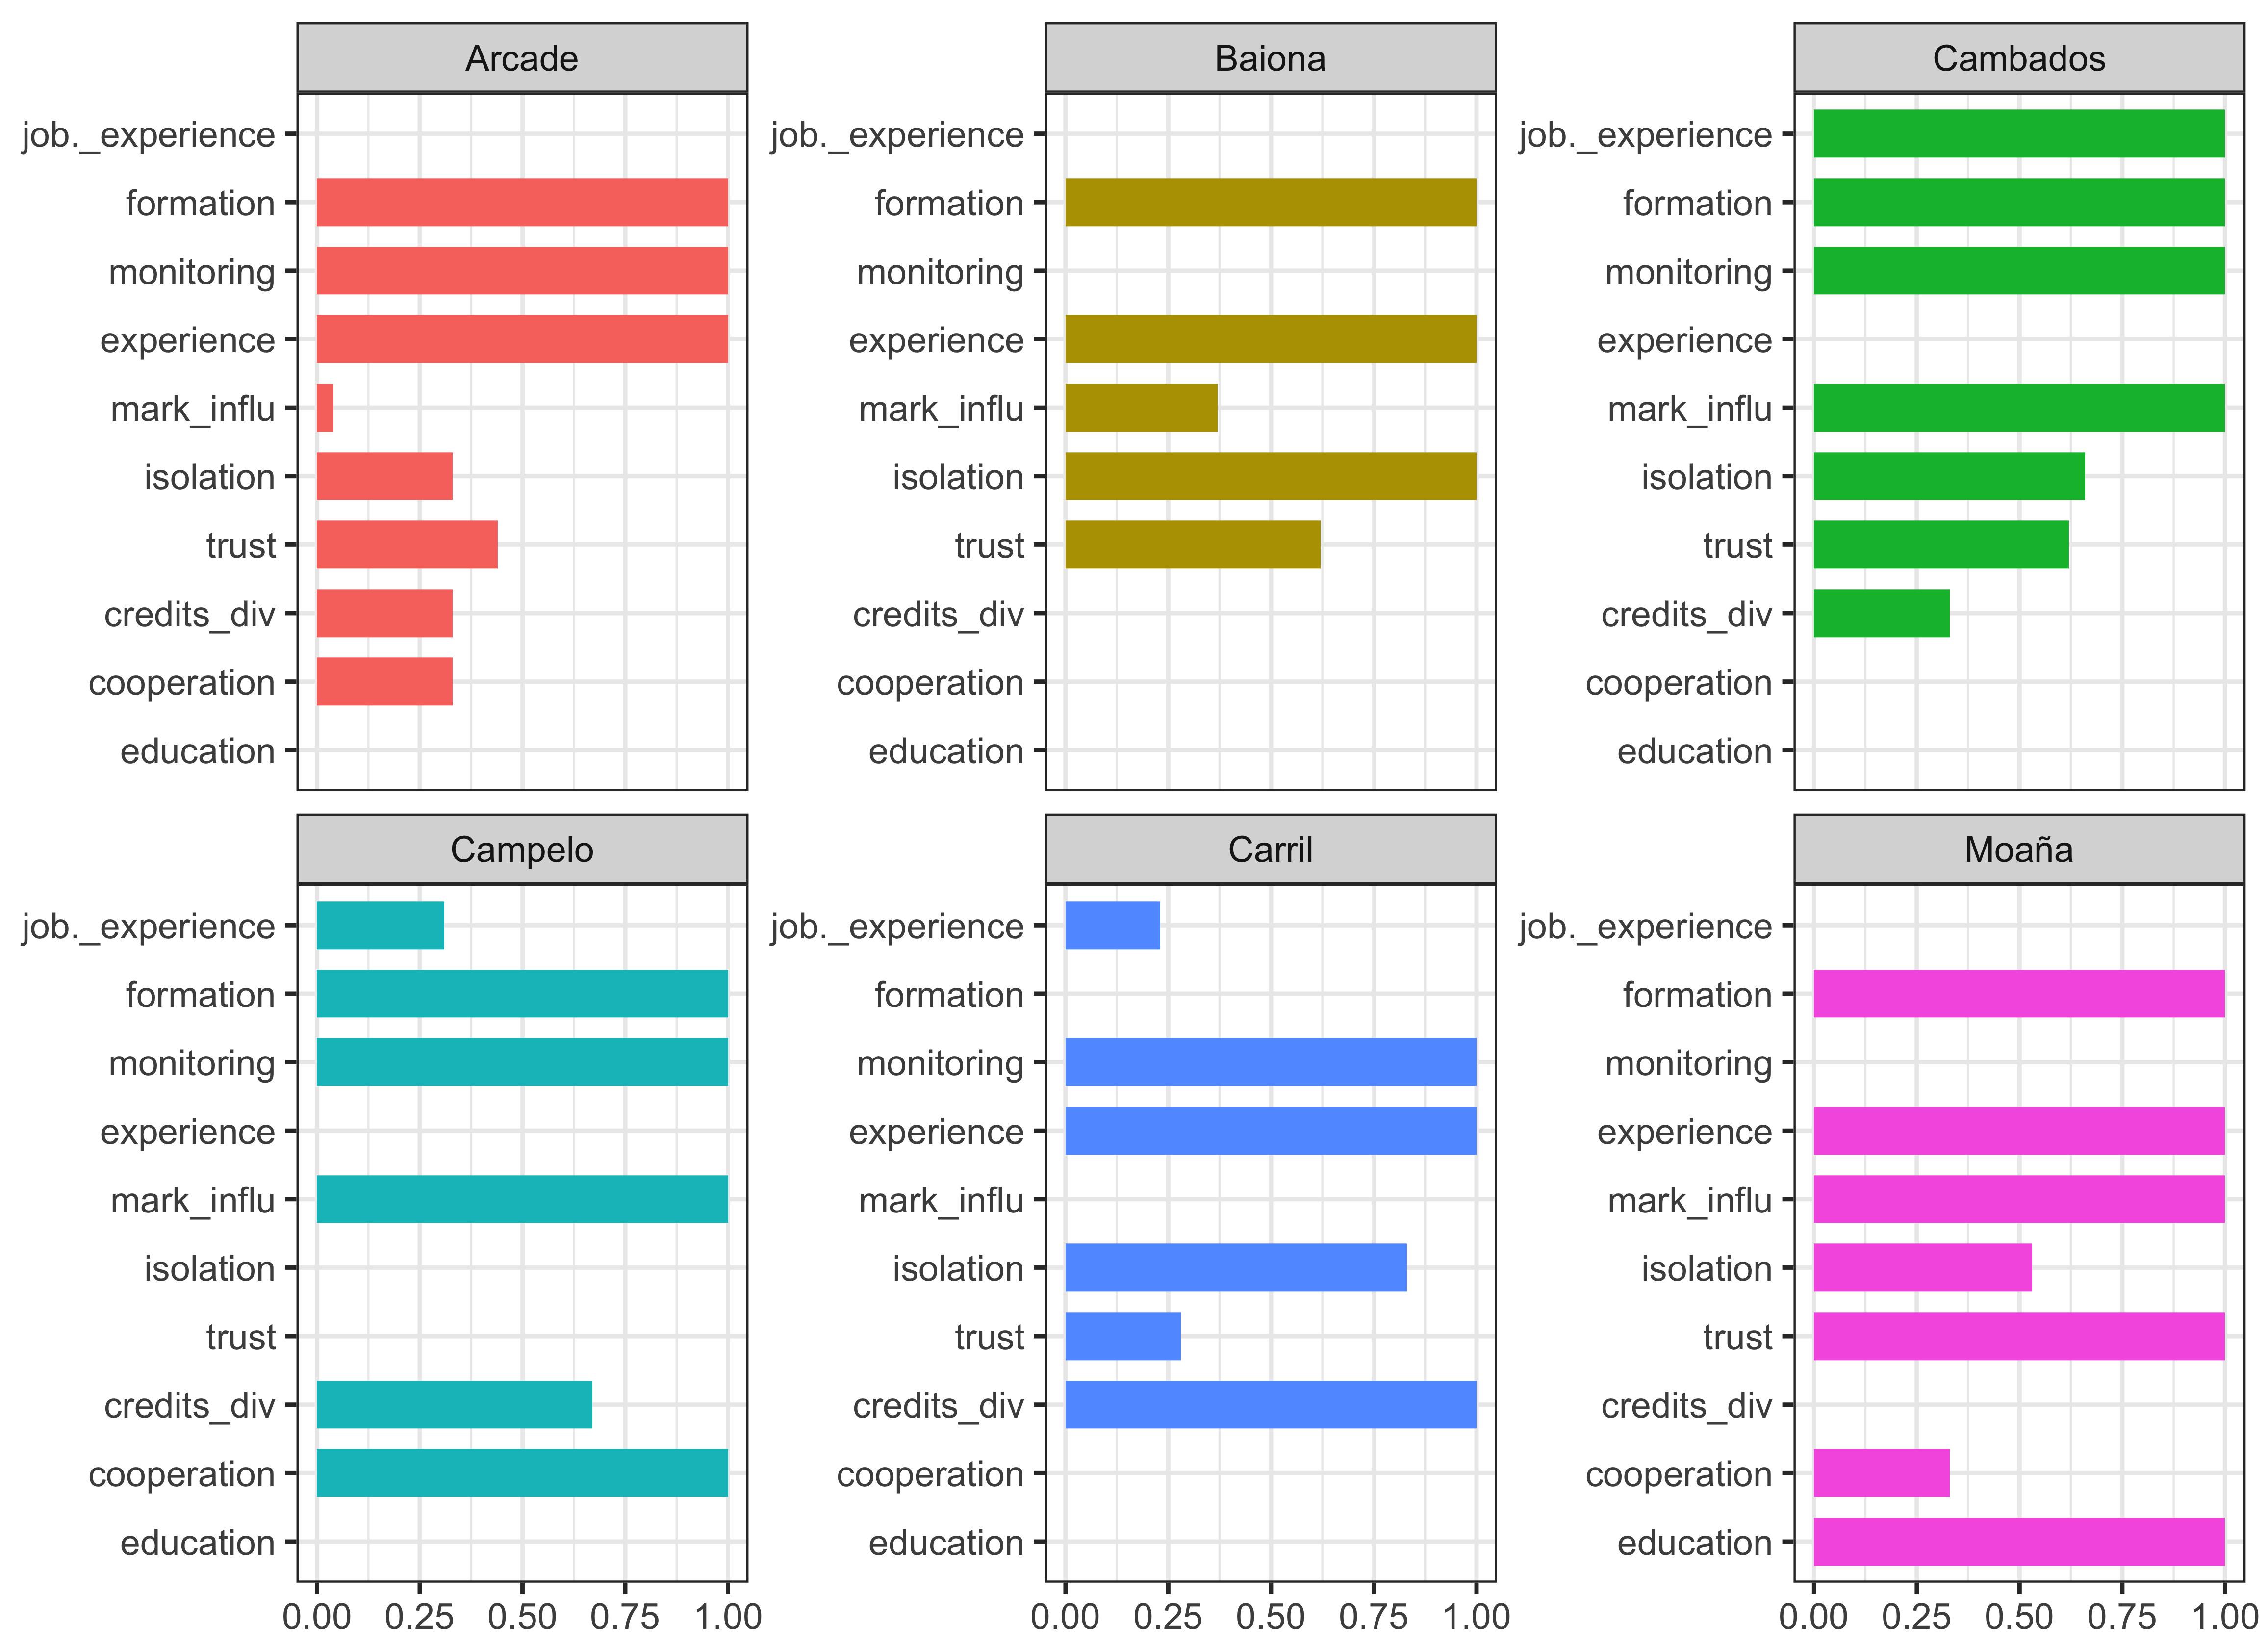 Arcade
job._experience
formation
monitoring
experience
mark_influ
isolation
trust
credits_div
cooperation
education
Baiona
job._experience
formation
monitoring
experience
mark_influ
isolation
trust
credits_div
cooperation
education
Cambados
job._experience
formation
monitoring
experience
mark_influ
isolation
trust
credits_div
cooperation
education
Campelo
job._experience
formation
monitoring
experience
mark_influ
isolation
trust
credits_div
cooperation
education
0.00 0.25 0.50 0.75 1.00
Carril
job._experience
formation
monitoring
experience
mark_influ
isolation
trust
credits_div
cooperation
education
0.00 0.25 0.50 0.75 1.00
Moaña
job._experience
formation
monitoring
experience
mark_influ
isolation
trust
credits_div
cooperation
education
0.00 0.25 0.50 0.75 1.00